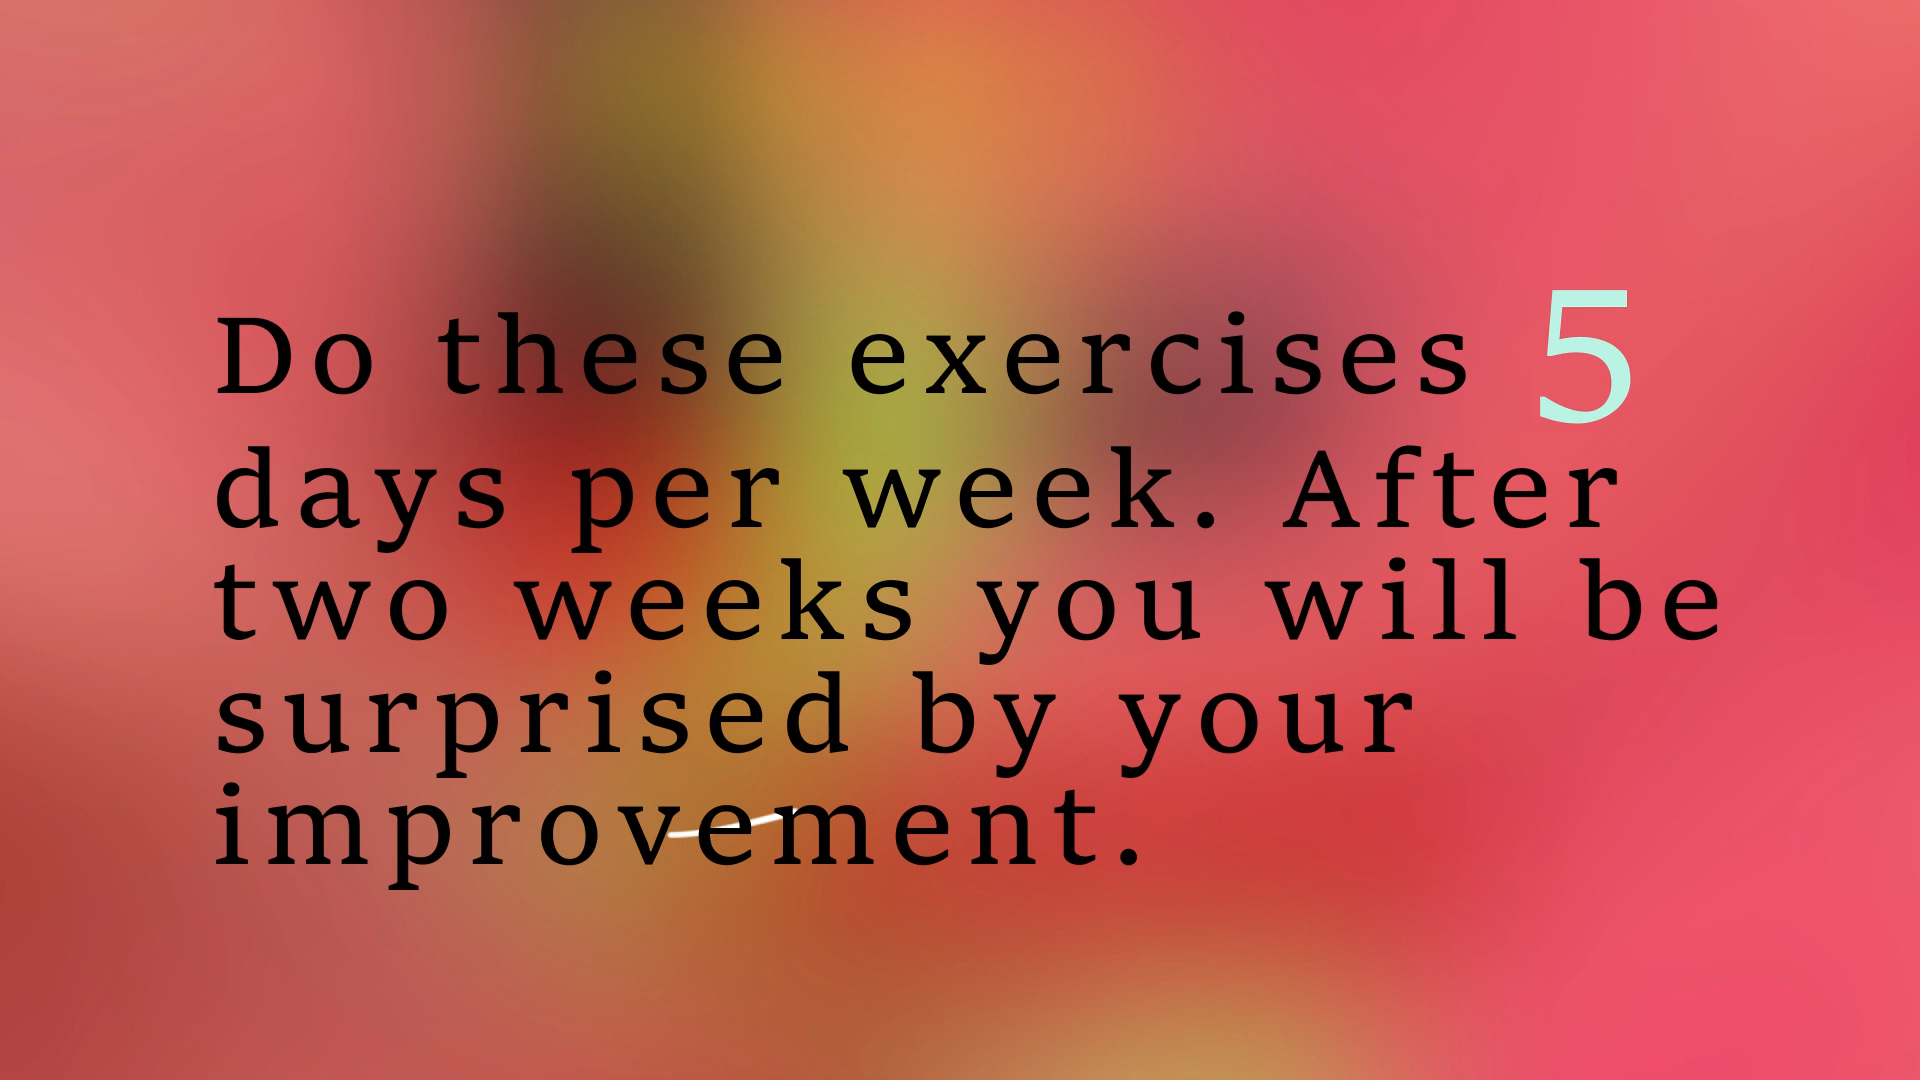 Do these exercises 5
days per week. After
two weeks you will be
surprised by your
improvement.